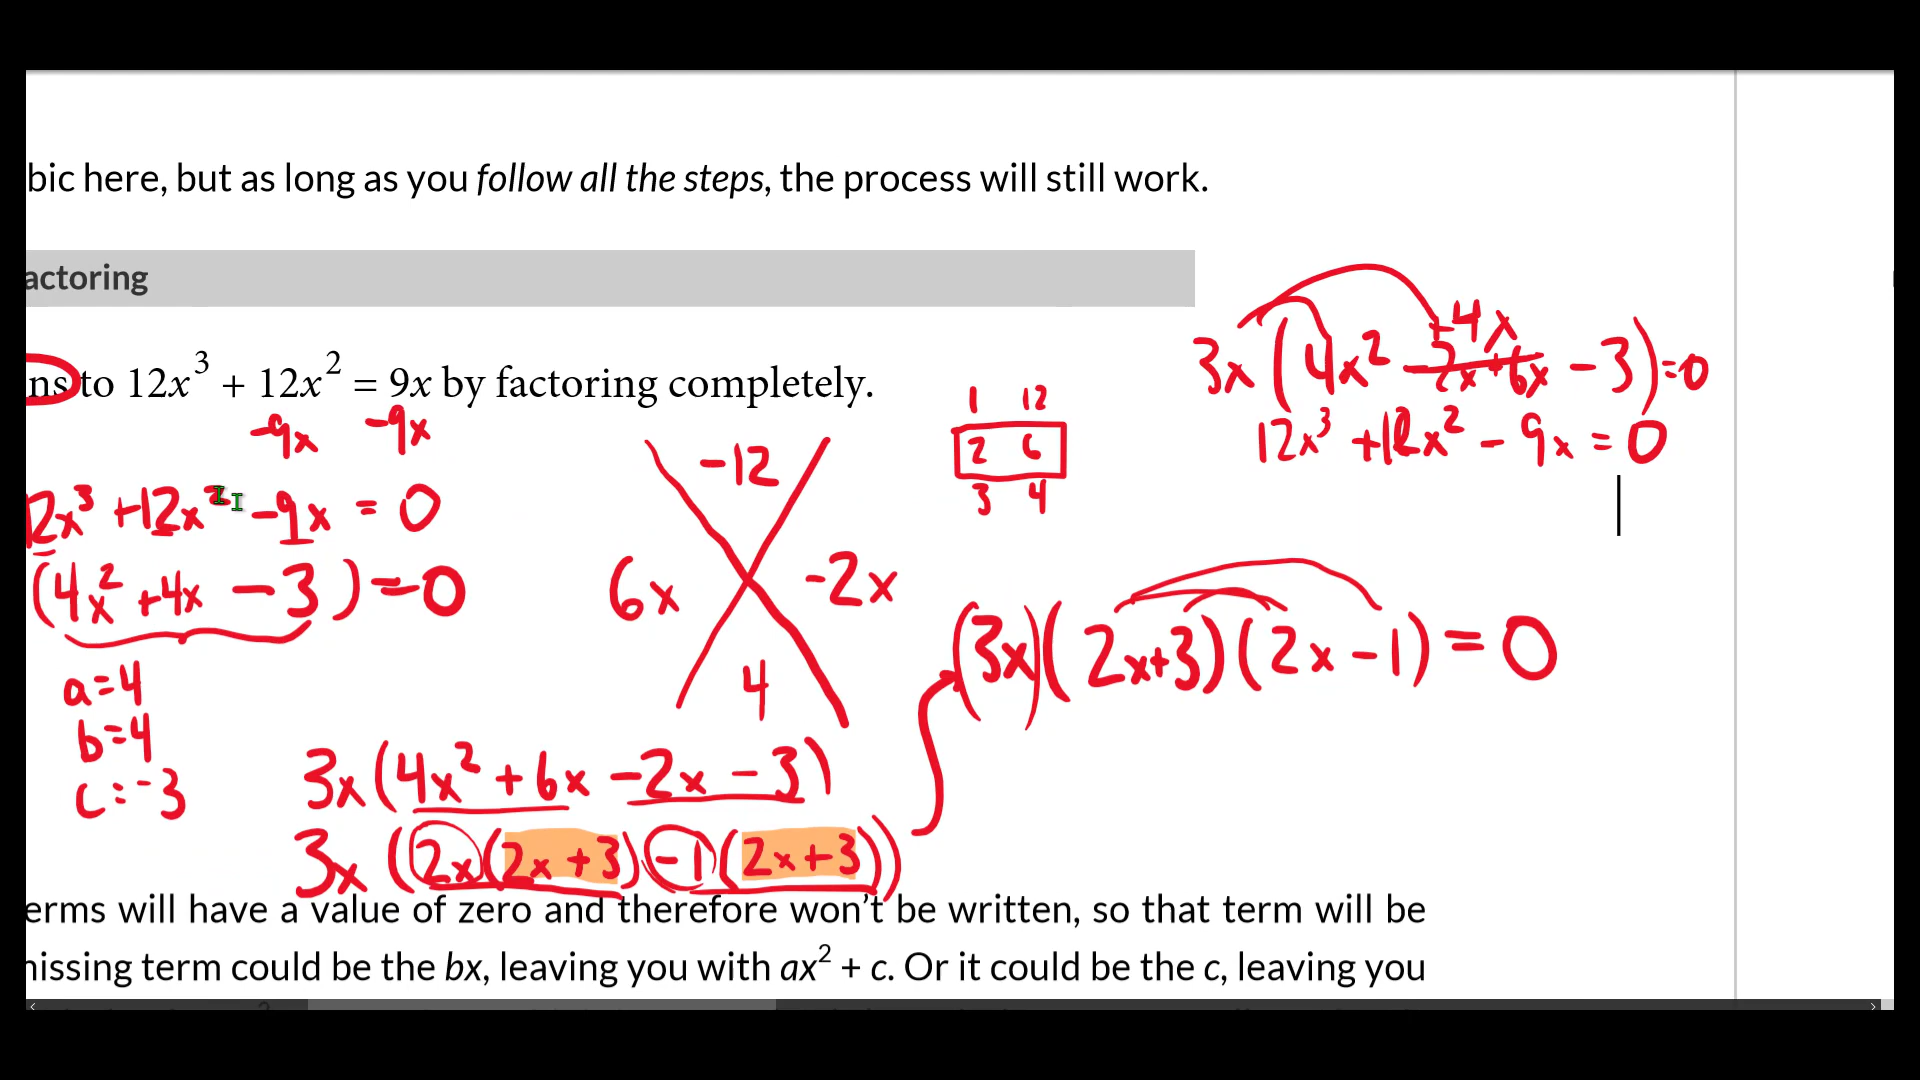 bic here, but as long as you follow all the steps, the process will still work.
actoring
ns to 12x³ + 12x² = 9x by factoring completely.
-9x -9x
12x³ +12x² -9x = 0
(4x² +4x -3) = 0
a=4
b=4
c=-3
-12
6x -2x
4
1 12
2 6
3 4
3x(4x² +6x -2x -3)
3x(2x(2x+3) -1(2x+3))
+4x
3x(4x² -2x+6x -3)=0
12x³ +12x² - 9x = 0
(3x)(2x+3)(2x-1) = 0
erms will have a value of zero and therefore won't be written, so that term will be
nissing term could be the bx, leaving you with ax² + c. Or it could be the c, leaving you